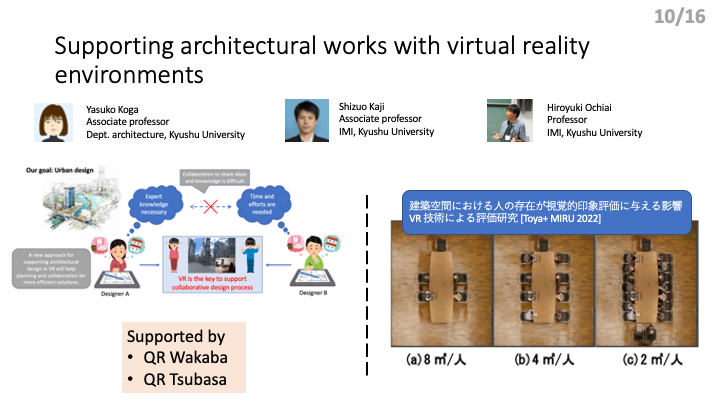 10/16
Supporting architectural works with virtual reality
environments
Yasuko Koga
Associate professor
Dept. architecture, Kyushu University
Shizuo Kaji
Associate professor
IMI, Kyushu University
Hiroyuki Ochiai
Professor
IMI, Kyushu University
Our goal: Urban design
Collaboration to share ideas
and knowledge is difficult
Expert
knowledge
necessary
Time and
efforts are
needed
A new approach for
supporting architectural
design in VR will help
planning and collaboration for
more efficient solutions.
VR is the key to support
collaborative design process
Designer A
Designer B
Supported by
• QR Wakaba
• QR Tsubasa
建築空間における人の存在が視覚的印象評価に与える影響
VR 技術による評価研究 [Toya+ MIRU 2022]
(a) 8 ㎡/人
(b) 4 ㎡/人
(c) 2 ㎡/人